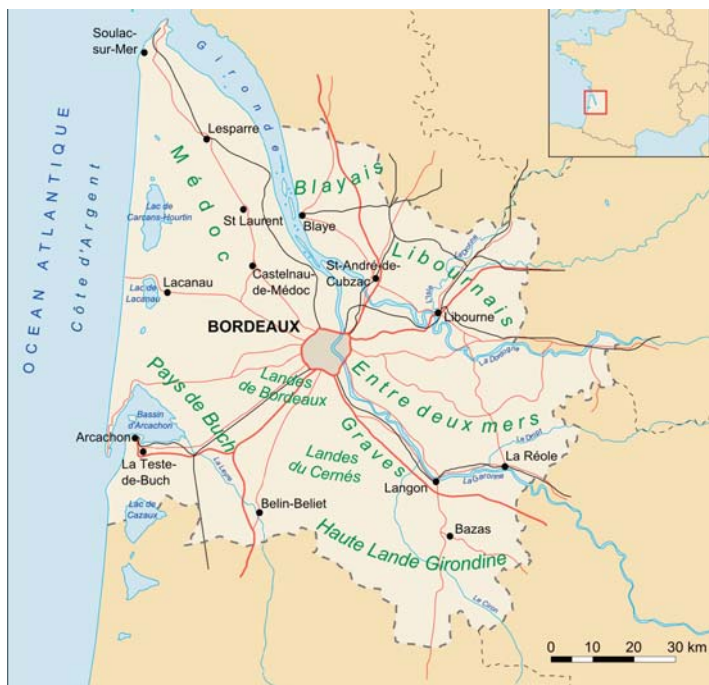 Soulac-
sur-Mer
Gironde
OCEAN ATLANTIQUE
Côte d'Argent
Lesparre
Médoc
Blayais
Lac de
Carcans-Hourtin
St Laurent
Blaye
Libournais
La Dronne
St-André-de-
Cubzac
Castelnau-
de-Médoc
Lac de
Lacanau
Lacanau
L'Isle
Libourne
BORDEAUX
La Dordogne
Pays de Buch
Landes
de Bordeaux
Entre deux mers
Bassin
d'Arcachon
Arcachon
Graves
La Teste-
de-Buch
La Leyre
Landes
du Cernés
Le Dropt
La Réole
La Garonne
Langon
Lac de
Cazaux
Belin-Beliet
Bazas
Haute Lande Girondine
Le Ciron
0 10 20 30 km